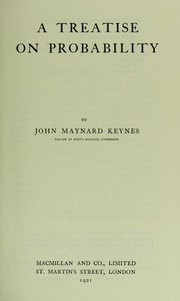 A TREATISE
ON PROBABILITY
BY
JOHN MAYNARD KEYNES
FELLOW OF KING'S COLLEGE, CAMBRIDGE
MACMILLAN AND CO., LIMITED
ST. MARTIN'S STREET, LONDON
1921